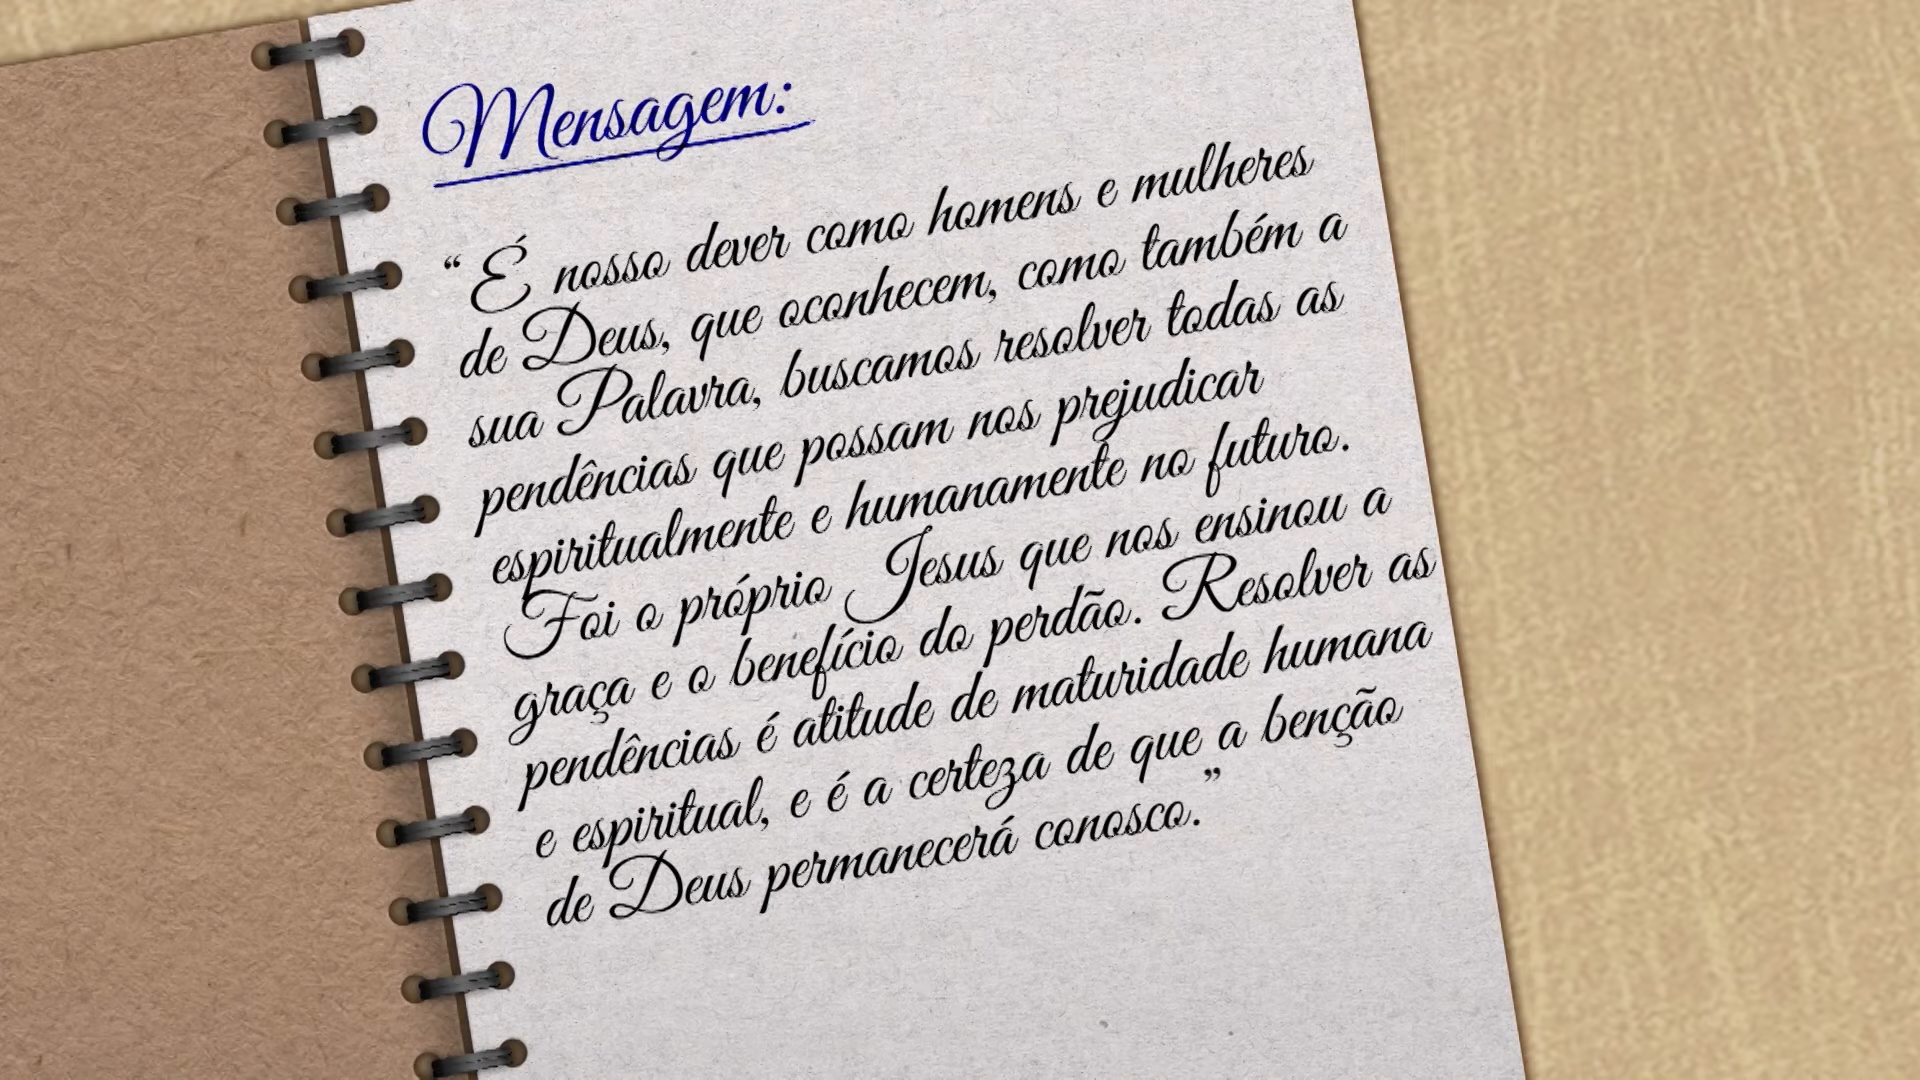 Mensagem:
“ É nosso dever como homens e mulheres
de Deus, que oconhecem, como também a
sua Palavra, buscamos resolver todas as
pendências que possam nos prejudicar
espiritualmente e humanamente no futuro.
Foi o próprio Jesus que nos ensinou a
graça e o benefício do perdão. Resolver as
pendências é atitude de maturidade humana
e espiritual, e é a certeza de que a benção
de Deus permanecerá conosco.”